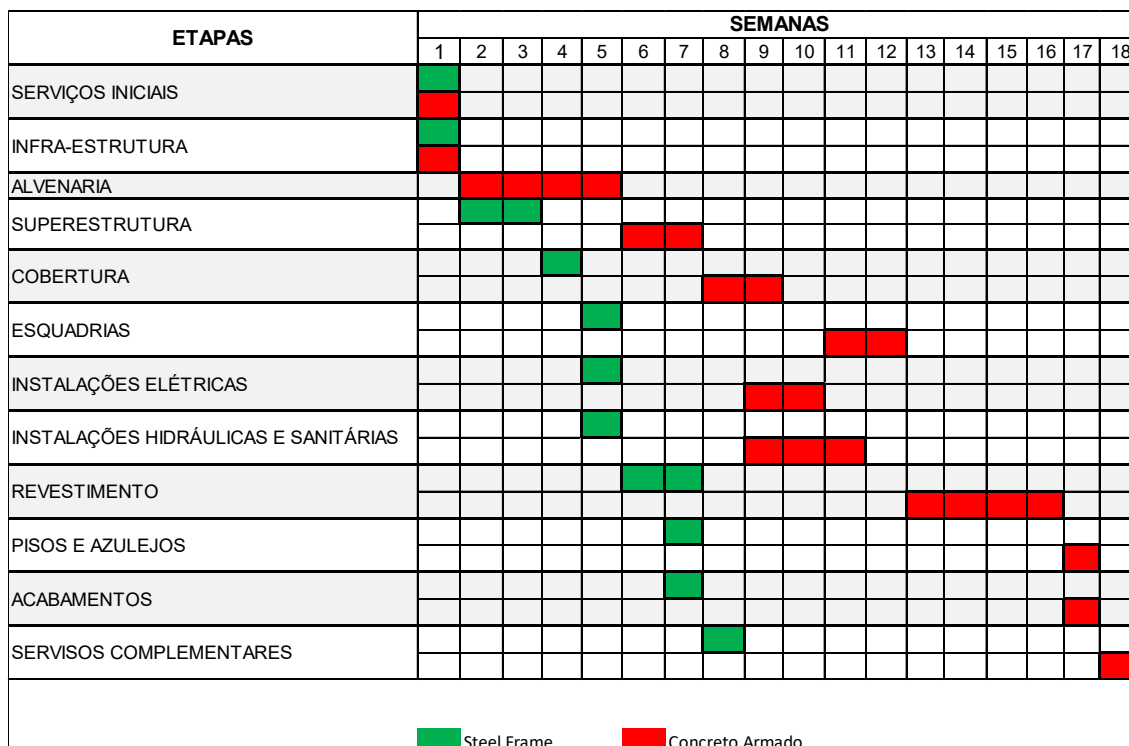 ETAPAS
SEMANAS
1 2 3 4 5 6 7 8 9 10 11 12 13 14 15 16 17 18
SERVIÇOS INICIAIS
INFRA-ESTRUTURA
ALVENARIA
SUPERESTRUTURA
COBERTURA
ESQUADRIAS
INSTALAÇÕES ELÉTRICAS
INSTALAÇÕES HIDRÁULICAS E SANITÁRIAS
REVESTIMENTO
PISOS E AZULEJOS
ACABAMENTOS
SERVISOS COMPLEMENTARES
Steel Frame
Concreto Armado